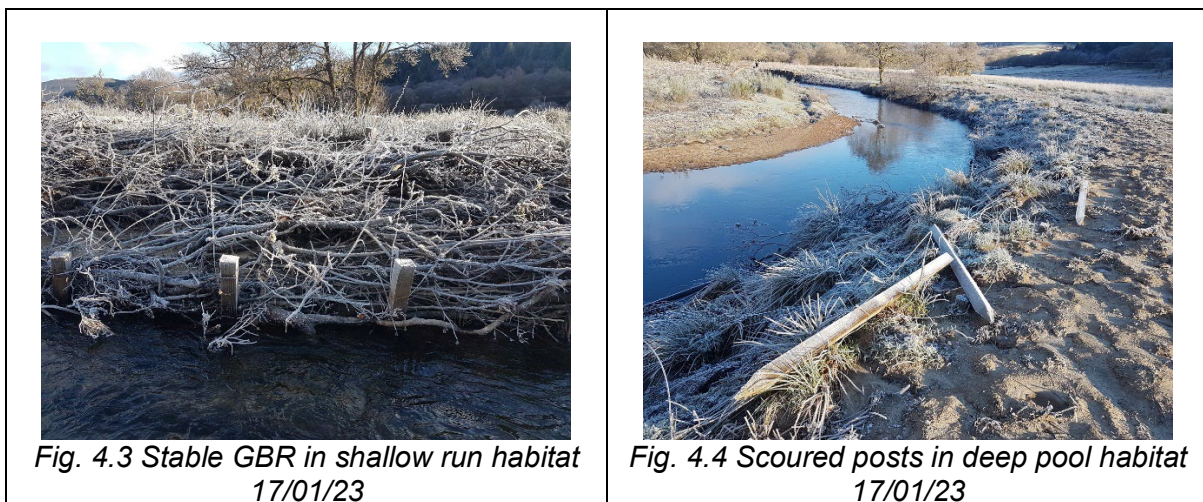 Fig. 4.3 Stable GBR in shallow run habitat
17/01/23
Fig. 4.4 Scoured posts in deep pool habitat
17/01/23